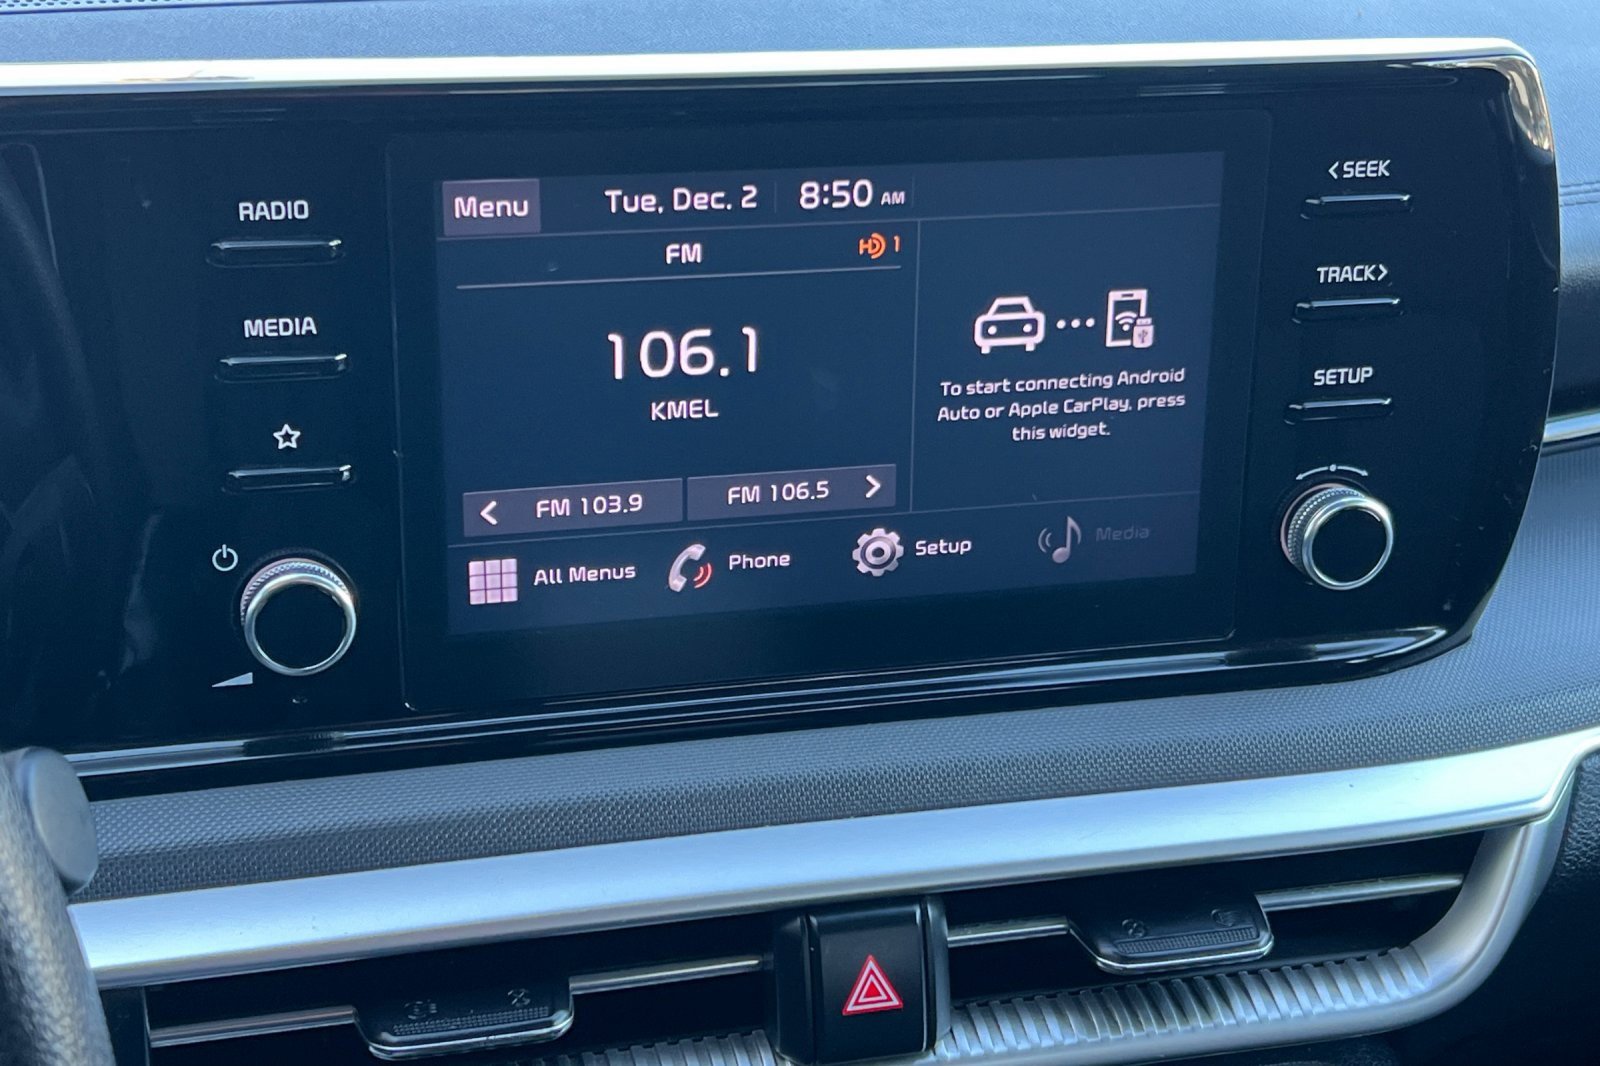 RADIO
MEDIA
Menu
Tue, Dec. 2
8:50 AM
FM
HD 1
106.1
KMEL
FM 103.9
FM 106.5
To start connecting Android
Auto or Apple CarPlay, press
this widget.
All Menus
Phone
Setup
Media
< SEEK
TRACK >
SETUP